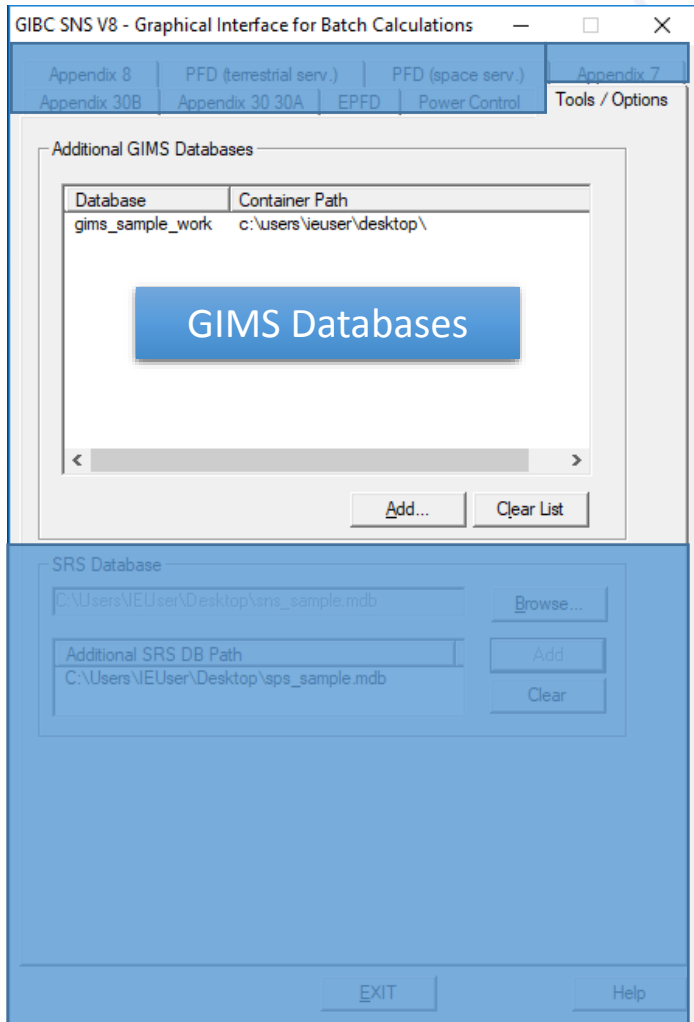 GIBC SNS V8 - Graphical Interface for Batch Calculations
Appendix 8 PFD (terrestrial serv.) PFD (space serv.) Appendix 7
Appendix 30B Appendix 30 30A EPFD Power Control Tools / Options
Additional GIMS Databases
Database Container Path
gims_sample_work c:\users\ieuser\desktop\
GIMS Databases
Add... Clear List
SRS Database
C:\Users\IEUser\Desktop\sns_sample.mdb Browse...
Additional SRS DB Path Add
C:\Users\IEUser\Desktop\sps_sample.mdb
Clear
EXIT Help